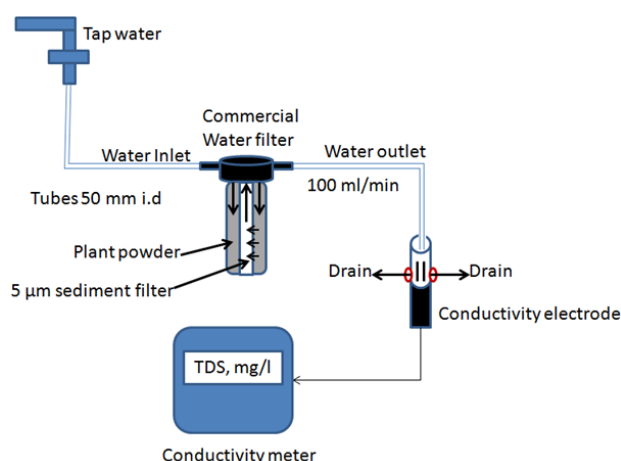 Tap water
Commercial
Water filter
Water Inlet
Water outlet
Tubes 50 mm i.d
100 ml/min
Plant powder
5 µm sediment filter
Drain
Drain
Conductivity electrode
TDS, mg/l
Conductivity meter